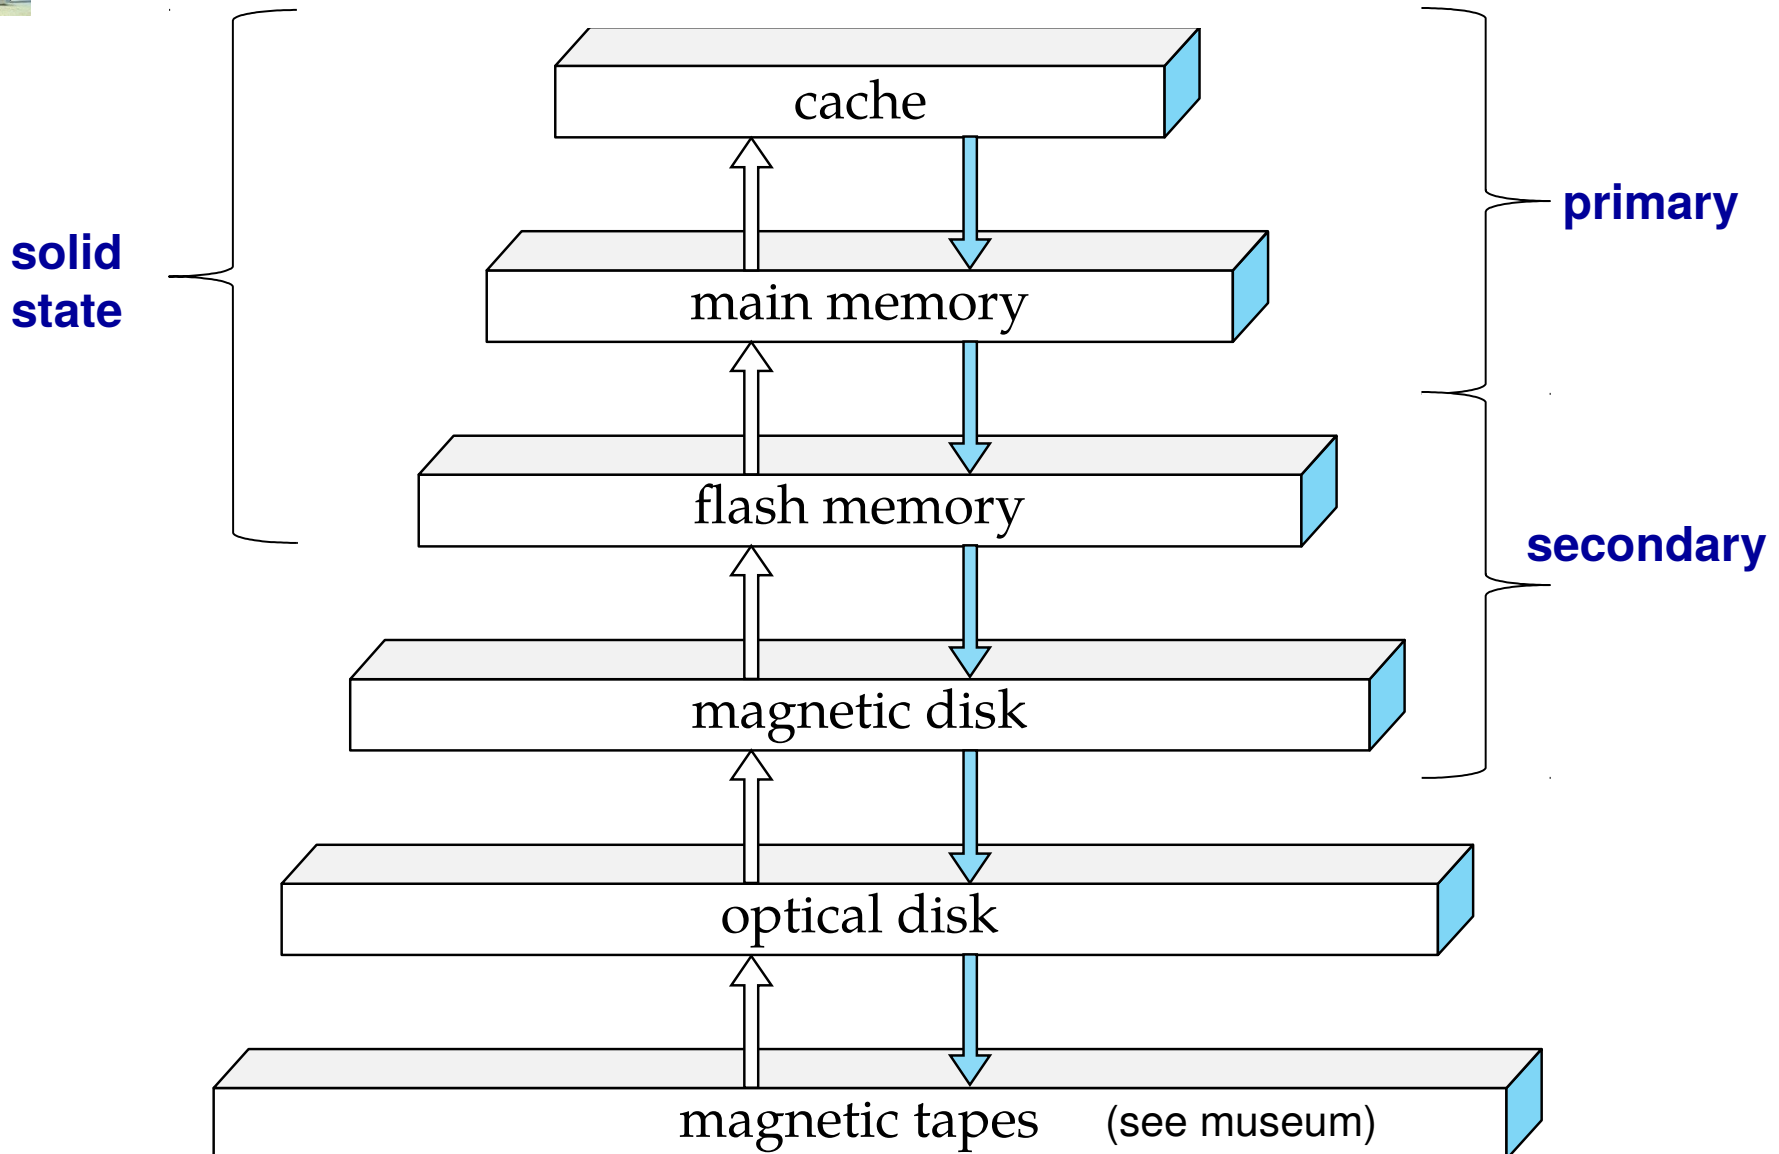 cache
primary
solid
state
main memory
flash memory
secondary
magnetic disk
optical disk
magnetic tapes (see museum)